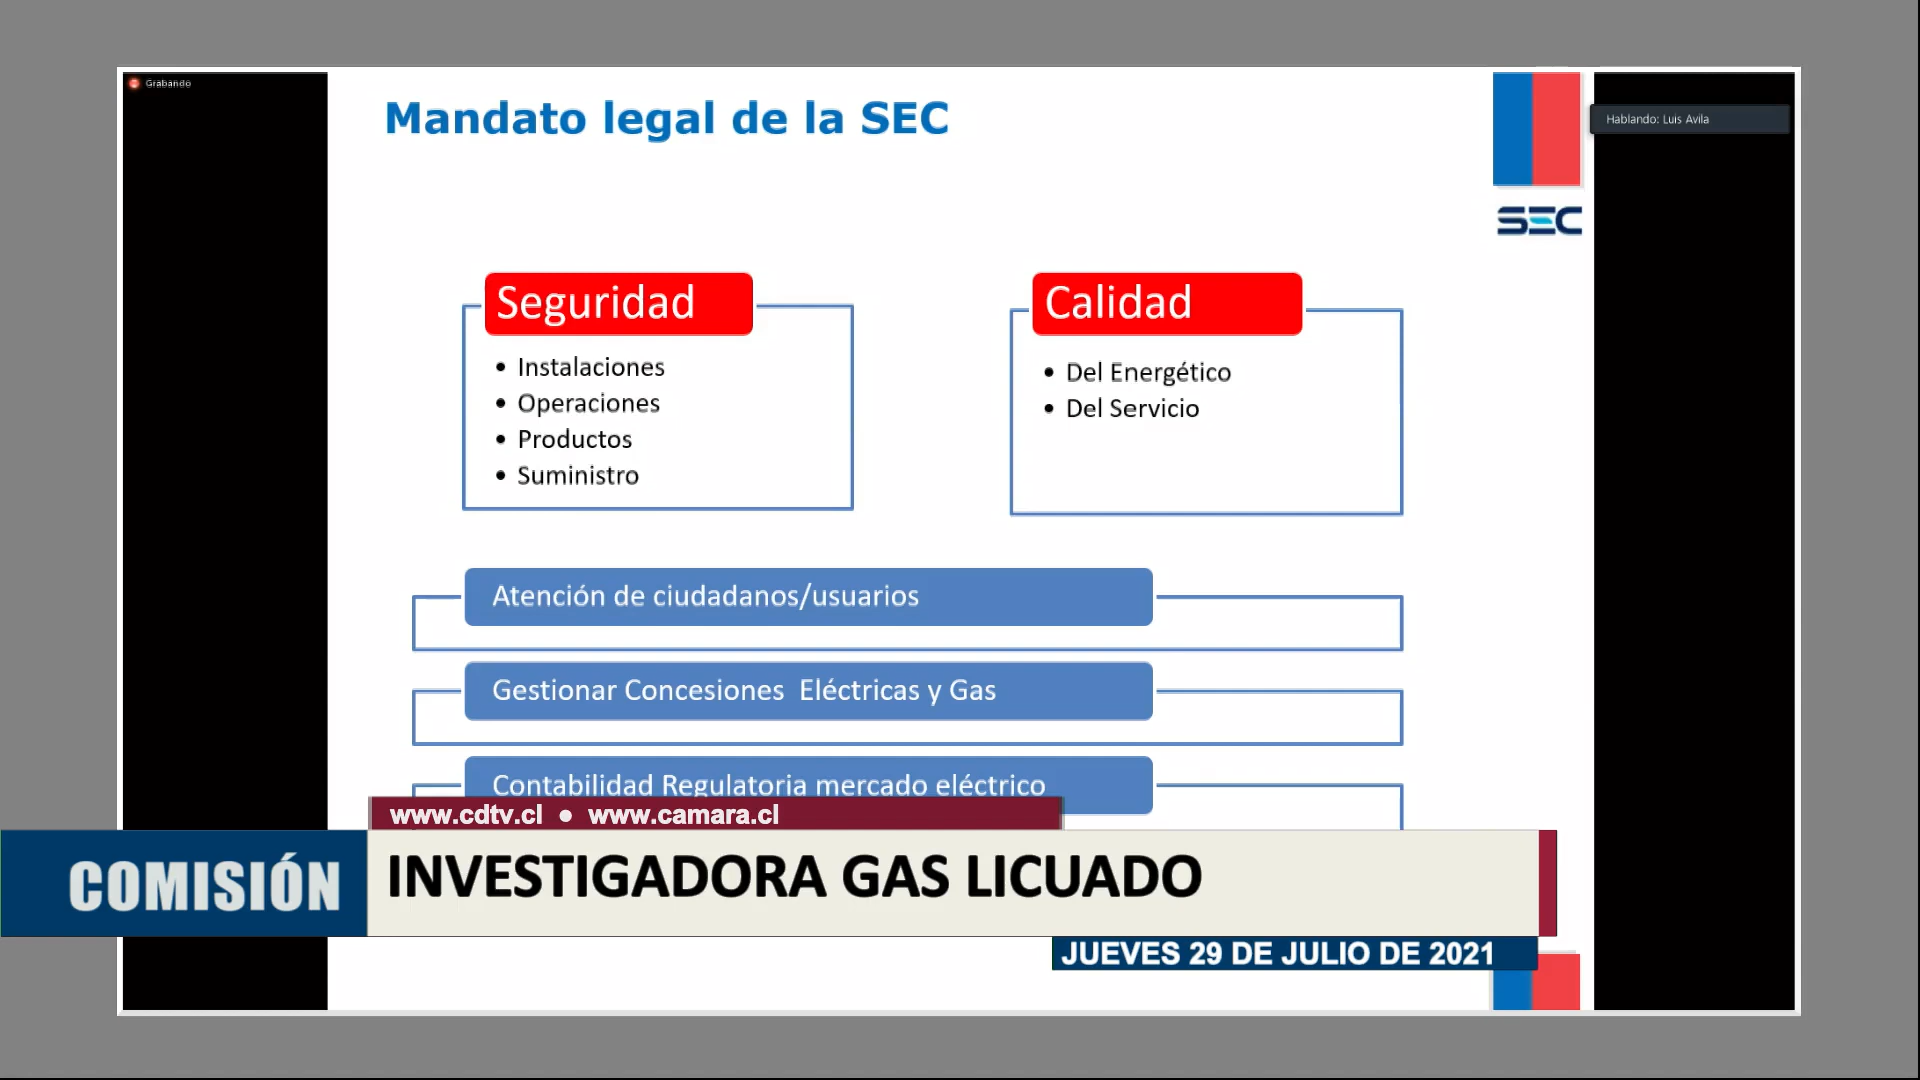 Grabando
Mandato legal de la SEC
Hablando: Luis Avila
SEC
Seguridad
• Instalaciones
• Operaciones
• Productos
• Suministro
Calidad
• Del Energético
• Del Servicio
Atención de ciudadanos/usuarios
Gestionar Concesiones  Eléctricas y Gas
Contabilidad Regulatoria mercado eléctrico
www.cdtv.cl • www.camara.cl
COMISIÓN
INVESTIGADORA GAS LICUADO
JUEVES 29 DE JULIO DE 2021